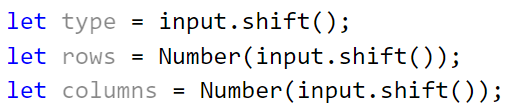 let type = input.shift();
let rows = Number(input.shift());
let columns = Number(input.shift());